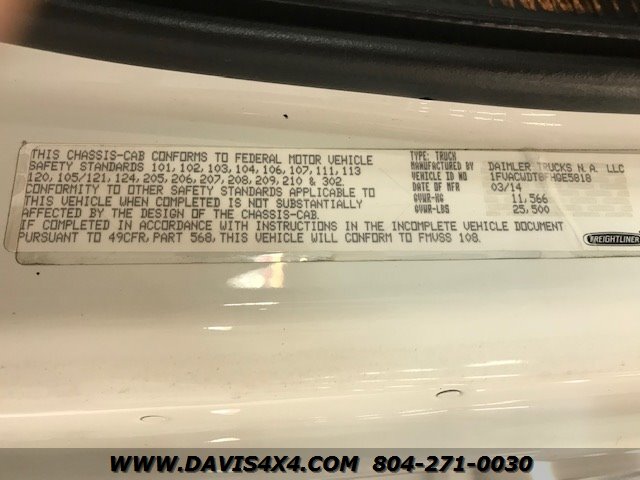 THIS CHASSIS-CAB CONFORMS TO FEDERAL MOTOR VEHICLE
SAFETY STANDARDS 101, 102, 103, 104, 106, 107, 111, 113
120, 105/121, 124, 205, 206, 207, 208, 209, 210 & 302.
CONFORMITY TO OTHER SAFETY STANDARDS APPLICABLE TO
THIS VEHICLE WHEN COMPLETED IS NOT SUBSTANTIALLY
AFFECTED BY THE DESIGN OF THE CHASSIS-CAB.
IF COMPLETED IN ACCORDANCE WITH INSTRUCTIONS IN THE INCOMPLETE VEHICLE DOCUMENT
PURSUANT TO 49CFR, PART 568, THIS VEHICLE WILL CONFORM TO FMVSS 108.
TYPE: TRUCK
MANUFACTURED BY DAIMLER TRUCKS N.A. LLC
VEHICLE ID NO
DATE OF MFR 03/14
GVWR-KG 11,566
GVWR-LBS 25,500
FREIGHTLINER
WWW.DAVIS4X4.COM 804-271-0030